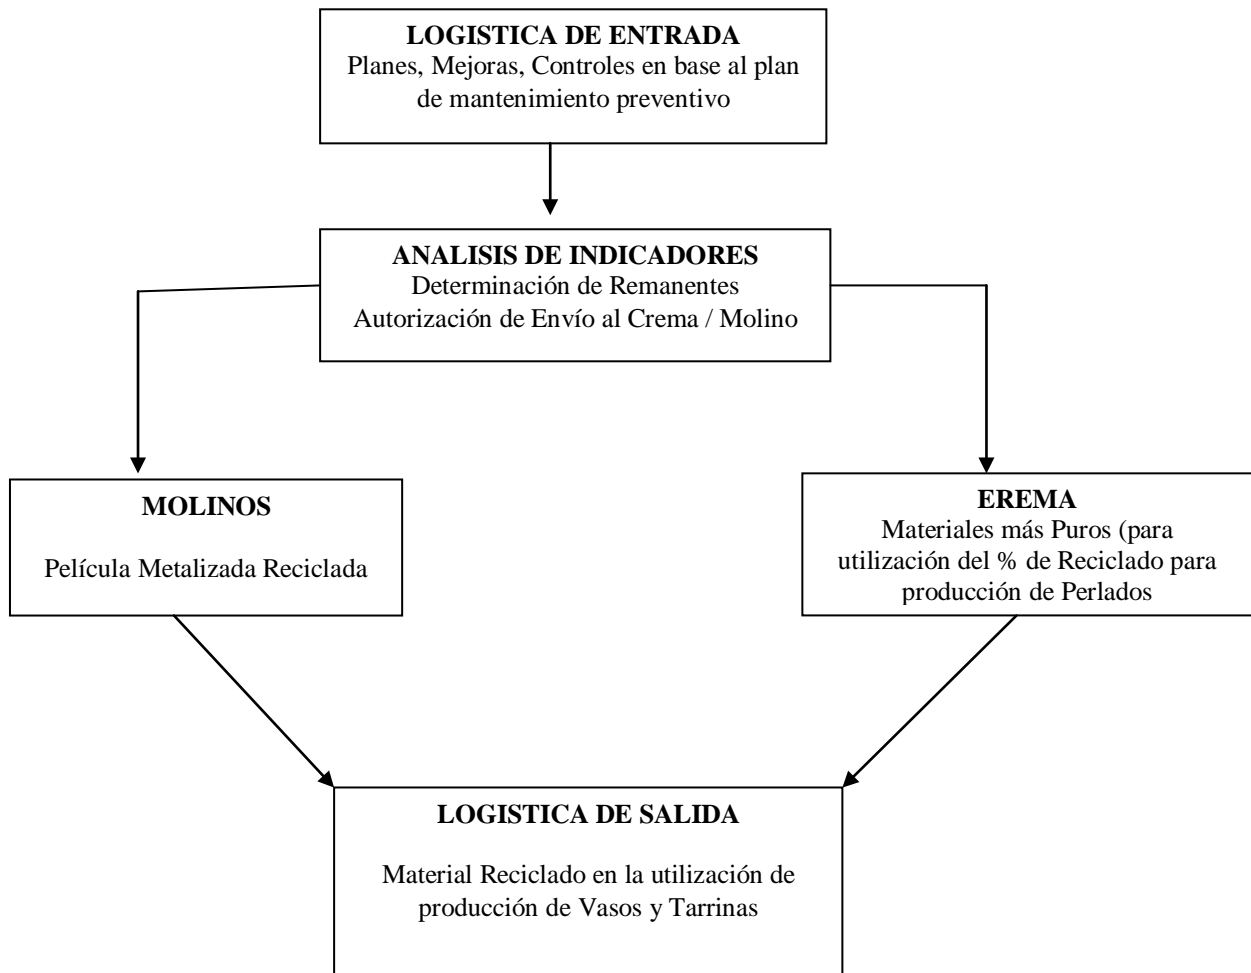 LOGISTICA DE ENTRADA
Planes, Mejoras, Controles en base al plan
de mantenimiento preventivo
ANALISIS DE INDICADORES
Determinación de Remanentes
Autorización de Envío al Crema / Molino
MOLINOS
Película Metalizada Reciclada
EREMA
Materiales más Puros (para
utilización del % de Reciclado para
producción de Perlados
LOGISTICA DE SALIDA
Material Reciclado en la utilización de
producción de Vasos y Tarrinas